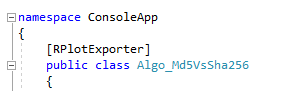 namespace ConsoleApp
{
[RPlotExporter]
public class Algo_Md5VsSha256
{